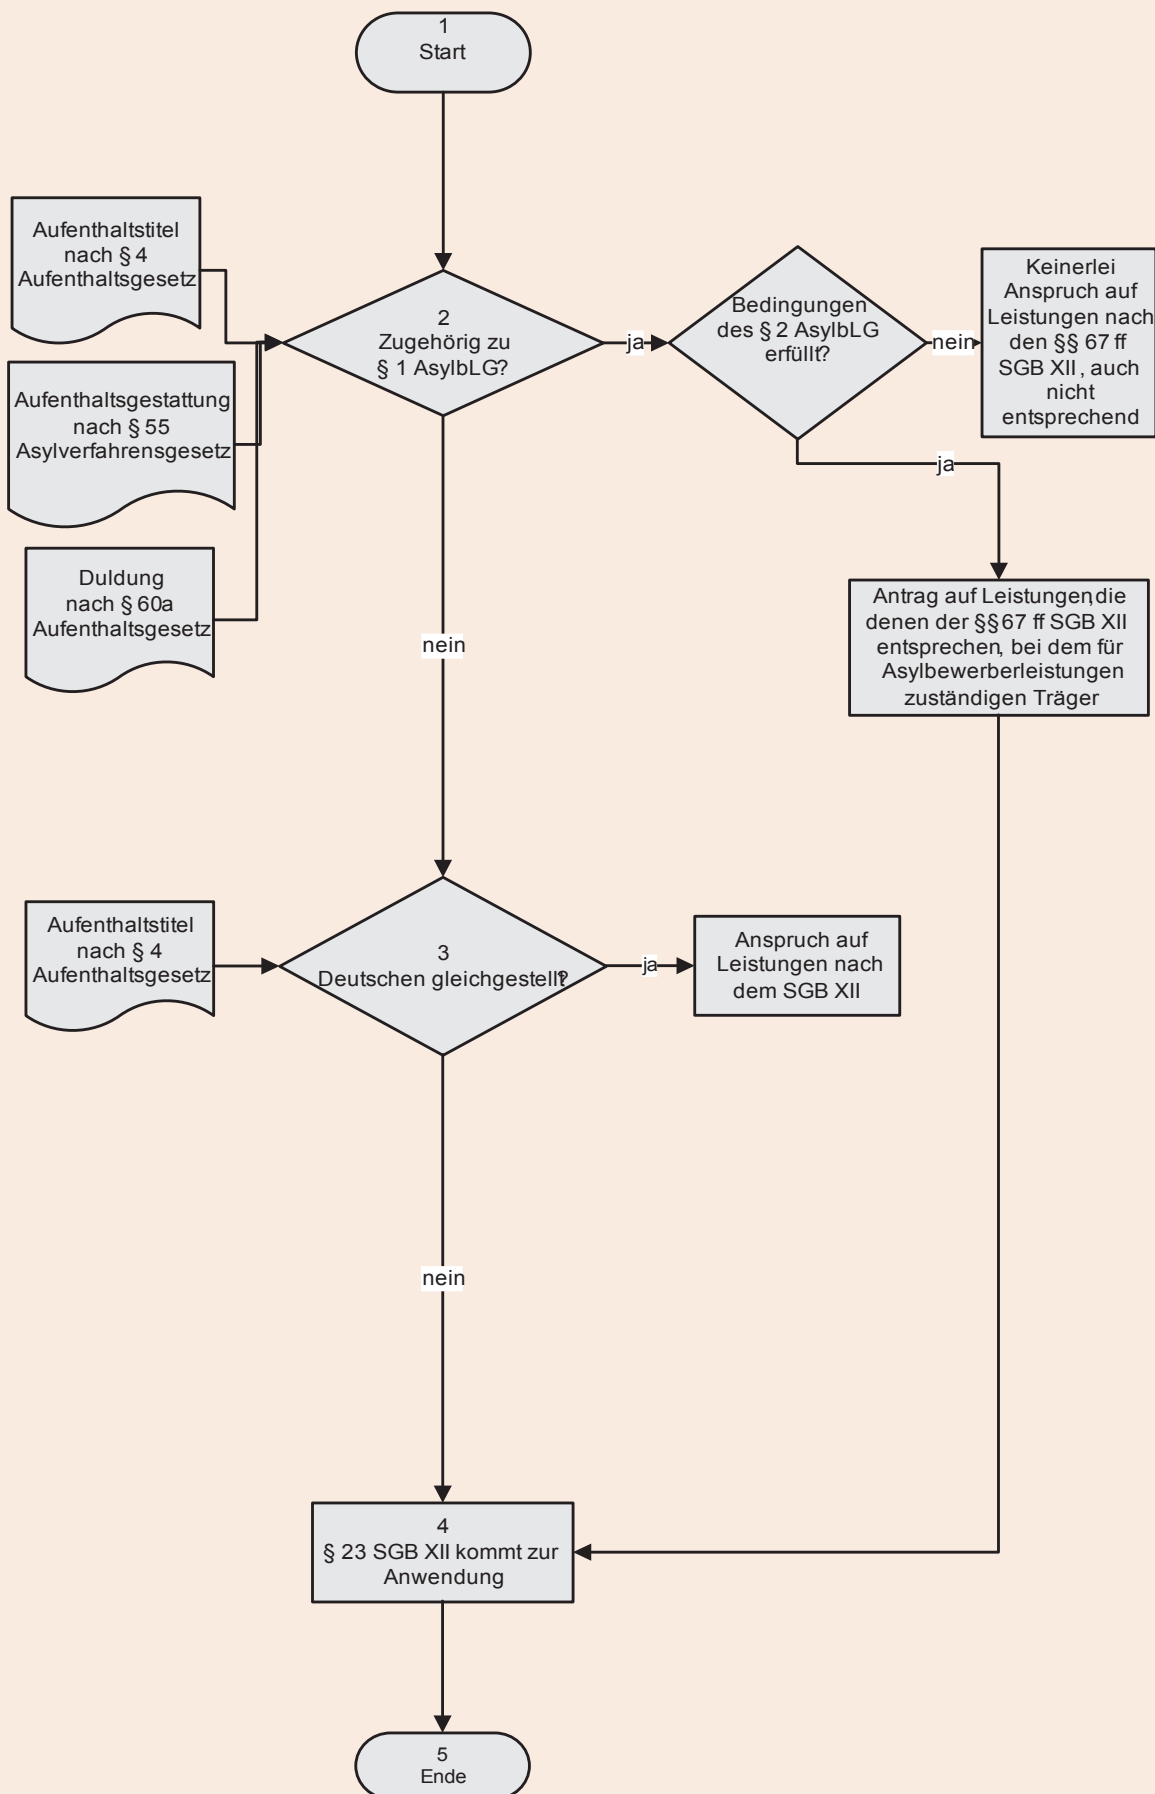 1
Start
Aufenthaltstitel
nach § 4
Aufenthaltsgesetz
Aufenthaltsgestattung
nach § 55
Asylverfahrensgesetz
Duldung
nach § 60a
Aufenthaltsgesetz
2
Zugehörig zu
§ 1 AsylbLG?
ja
Bedingungen
des § 2 AsylbLG
erfüllt?
nein
Keinerlei
Anspruch auf
Leistungen nach
den §§ 67 ff
SGB XII, auch
nicht
entsprechend
ja
Antrag auf Leistungen, die
denen der §§ 67 ff SGB XII
entsprechen, bei dem für
Asylbewerberleistungen
zuständigen Träger
nein
Aufenthaltstitel
nach § 4
Aufenthaltsgesetz
3
Deutschen gleichgestellt?
ja
Anspruch auf
Leistungen nach
dem SGB XII
nein
4
§ 23 SGB XII kommt zur
Anwendung
5
Ende